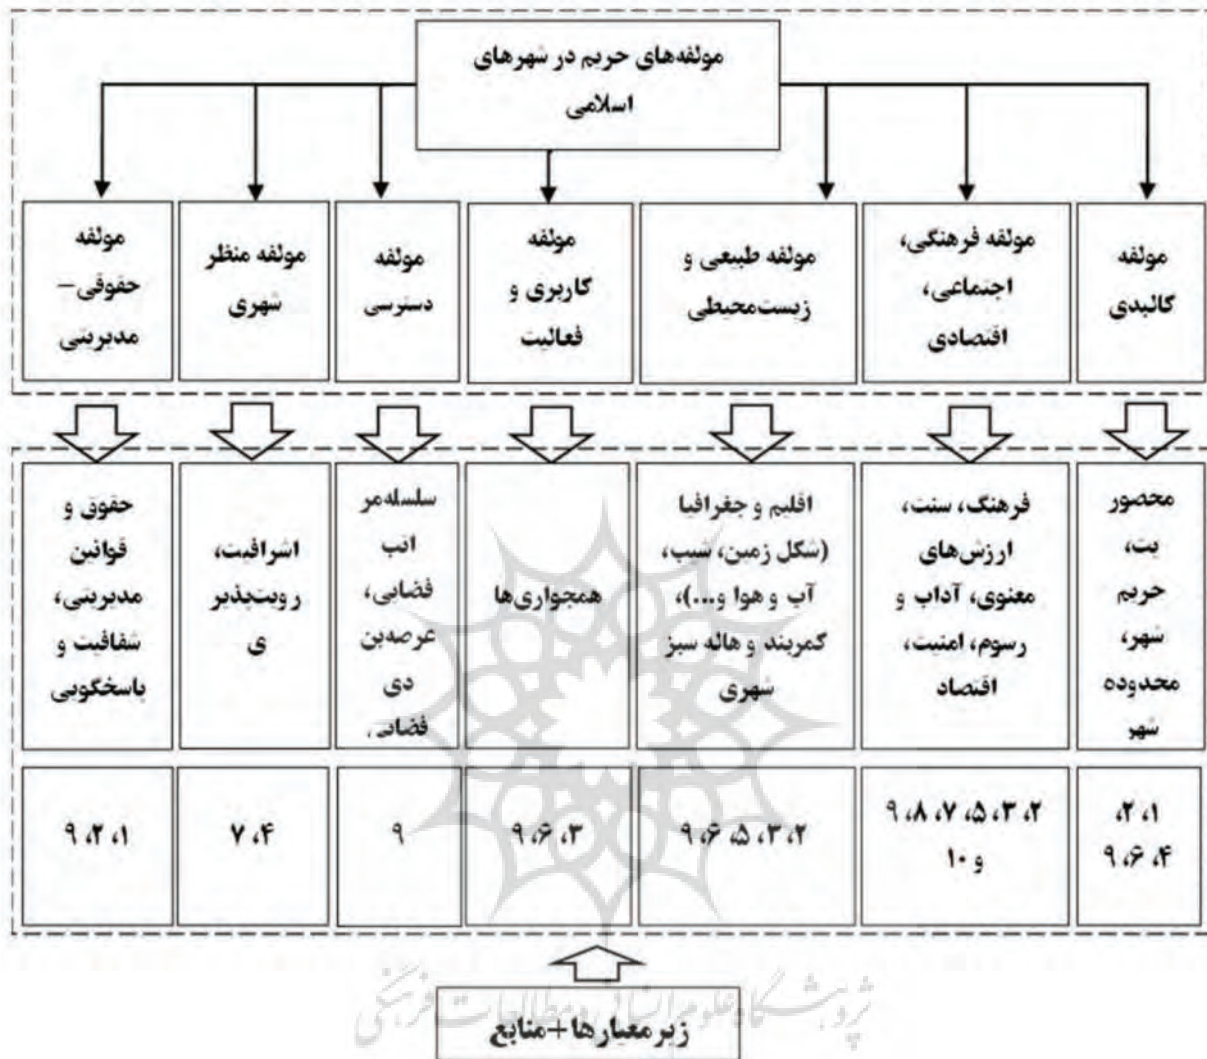 مولفه‌های حریم در شهرهای
اسلامی
مولفه
کالبدی
مولفه فرهنگی،
اجتماعی،
اقتصادی
مولفه طبیعی و
زیست‌محیطی
مولفه
کاربری و
فعالیت
مولفه
دسترسی
مولفه منظر
شهری
مولفه
حقوقی–
مدیریتی
محصور
یت،
حریم
شهر،
محدوده
شهر
فرهنگ، سنت،
ارزش‌های
معنوی، آداب و
رسوم، امنیت،
اقتصاد
اقلیم و جغرافیا
(شکل زمین، شیب،
آب و هوا و...)،
کمربند و هاله سبز
شهری
همجواری‌ها
سلسله‌مر
اتب
فضایی،
عرصه‌بن
دی
فضایی،
اشرافیت،
رویت‌پذیر
ی
حقوق و
قوانین
مدیریتی،
شفافیت و
پاسخگویی
۱، ۲،
۴، ۶، ۹
۲، ۳، ۵، ۷، ۸، ۹
و ۱۰
۲، ۳، ۵، ۶، ۹
۳، ۶، ۹
۹
۴، ۷
۱، ۲، ۹
پژوهشگاه علوم انسانی و مطالعات فرهنگی
زیرمعیارها+منابع